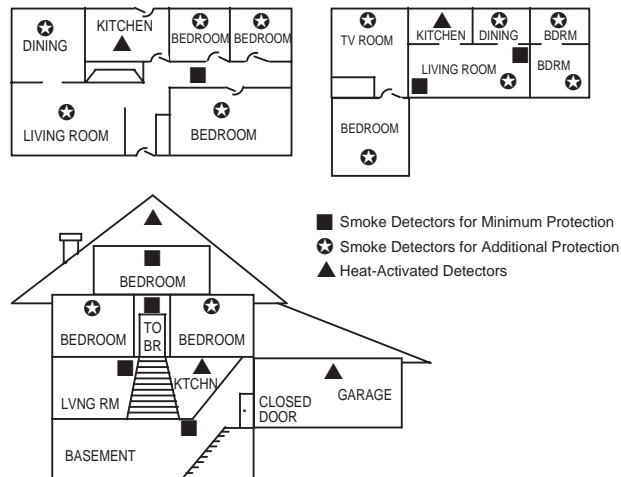 DINING
KITCHEN
BEDROOM
BEDROOM
LIVING ROOM
BEDROOM
TV ROOM
KITCHEN
DINING
BDRM
LIVING ROOM
BDRM
BEDROOM
Smoke Detectors for Minimum Protection
Smoke Detectors for Additional Protection
Heat-Activated Detectors
BEDROOM
BEDROOM
TO
BR
BEDROOM
LVNG RM
KTCHN
CLOSED
DOOR
GARAGE
BASEMENT